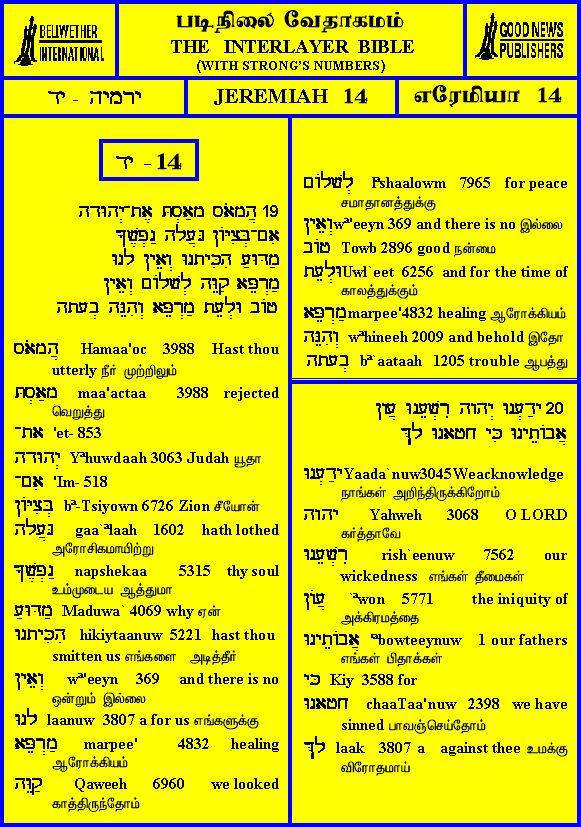 BELLWETHER
INTERNATIONAL
படிநிலை வேதாகமம்
THE INTERLAYER BIBLE
(WITH STRONG'S NUMBERS)
GOOD NEWS
PUBLISHERS
ירמיה - יד
JEREMIAH 14
எரேமியா 14
14 - יד
19 הֲמָאֹס מָאַסְתָּ אֶת־יְהוּדָה
אִם־בְּצִיּוֹן גָּעֲלָה נַפְשֶׁךָ
מַדּוּעַ הִכִּיתָנוּ וְאֵין לָנוּ
מַרְפֵּא קַוֵּה לְשָׁלוֹם וְאֵין
טוֹב וּלְעֵת מַרְפֵּא וְהִנֵּה בְעָתָה
הֲמָאֹס Hamaa'oc 3988 Hast thou
utterly நீர் முற்றிலும்
מָאַסְתָּ maa'actaa 3988 rejected
வெறுத்து
אֶת־ 'et- 853
יְהוּדָה Yªhuwdaah 3063 Judah யூதா
אִם־ 'Im- 518
בְּצִיּוֹן bª-Tsiyown 6726 Zion சீயோன்
גָּעֲלָה gaa`ªlaah 1602 hath lothed
அரோசிகமாயிற்று
נַפְשֶׁךָ napshekaa 5315 thy soul
உம்முடைய ஆத்துமா
מַדּוּעַ Maduwa` 4069 why ஏன்
הִכִּיתָנוּ hikiytaanuw 5221 hast thou
smitten us எங்களை அடித்தீர்
וְאֵין wª'eeyn 369 and there is no
ஒன்றும் இல்லை
לָנוּ laanuw 3807 a for us எங்களுக்கு
מַרְפֵּא marpee' 4832 healing
ஆரோக்கியம்
קַוֵּה Qaweeh 6960 we looked
காத்திருந்தோம்
לְשָׁלוֹם lªshaalowm 7965 for peace
சமாதானத்துக்கு
וְאֵין wª'eeyn 369 and there is no இல்லை
טוֹב Towb 2896 good நன்மை
וּלְעֵת Uwl`eet 6256 and for the time of
காலத்துக்கும்
מַרְפֵּא marpee' 4832 healing ஆரோக்கியம்
וְהִנֵּה wªhineeh 2009 and behold இதோ
בְעָתָה bª`aataah 1205 trouble ஆபத்து
20 יָדַעְנוּ יְהוָה רִשְׁעֵנוּ עֲוֹן
אֲבוֹתֵינוּ כִּי חָטָאנוּ לָךְ
יָדַעְנוּ Yaada`nuw3045 Weacknowledge
நாங்கள் அறிந்திருக்கிறோம்
יְהוָה Yahweh 3068 O LORD
கர்த்தாவே
רִשְׁעֵנוּ rish`eenuw 7562 our
wickedness எங்கள் தீமைகள்
עֲוֹן `ªwon 5771 the iniquity of
அக்கிரமத்தை
אֲבוֹתֵינוּ 'ªbowteeynuw 1 our fathers
எங்கள் பிதாக்கள்
כִּי Kiy 3588 for
חָטָאנוּ chaaTaa'nuw 2398 we have
sinned பாவஞ்செய்தோம்
לָךְ laak 3807 a against thee உமக்கு
விரோதமாய்